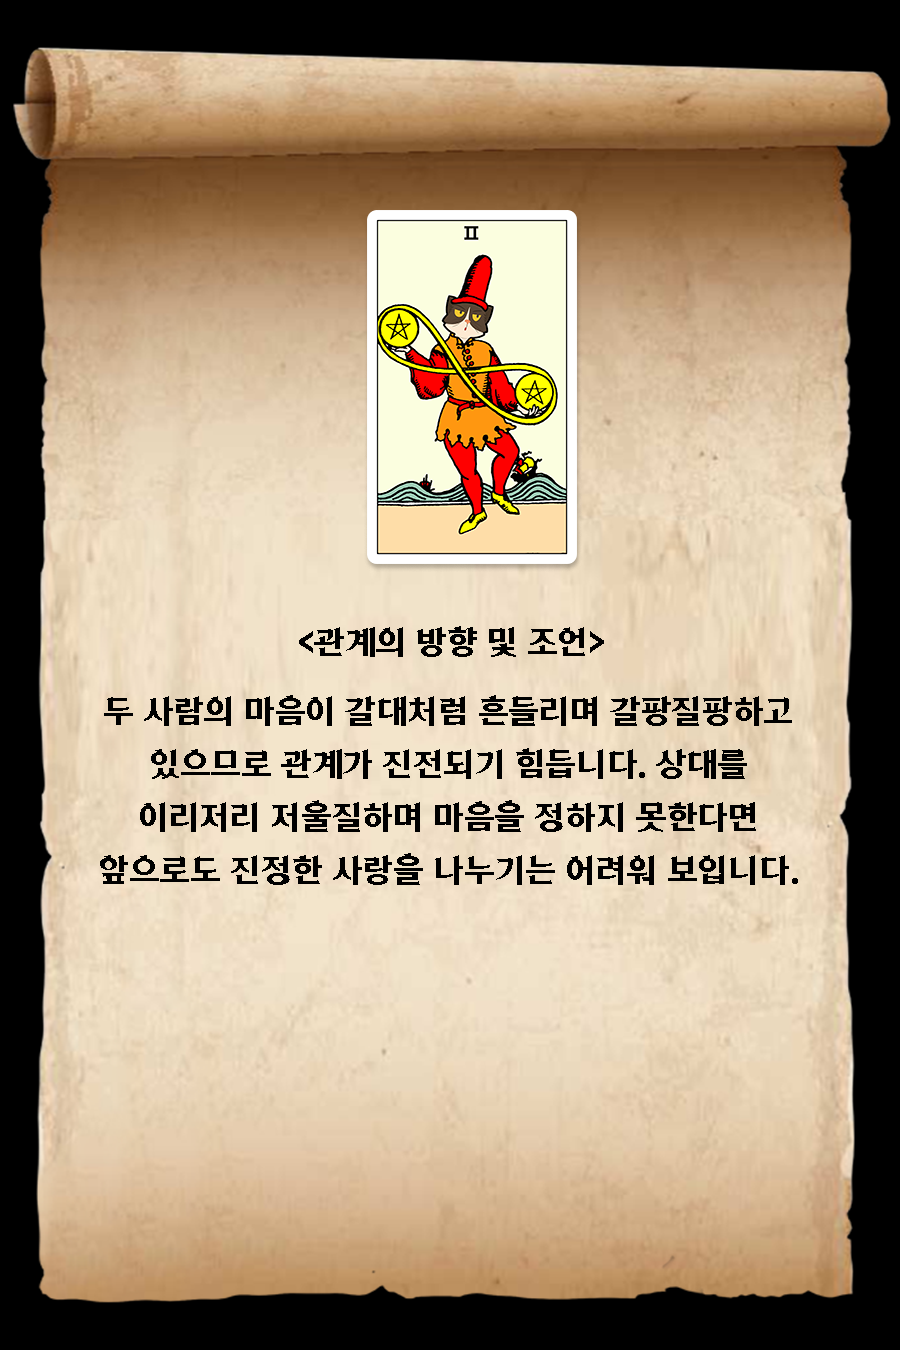 II
<관계의 방향 및 조언>
두 사람의 마음이 갈대처럼 흔들리며 갈팡질팡하고
있으므로 관계가 진전되기 힘듭니다. 상대를
이리저리 저울질하며 마음을 정하지 못한다면
앞으로도 진정한 사랑을 나누기는 어려워 보입니다.